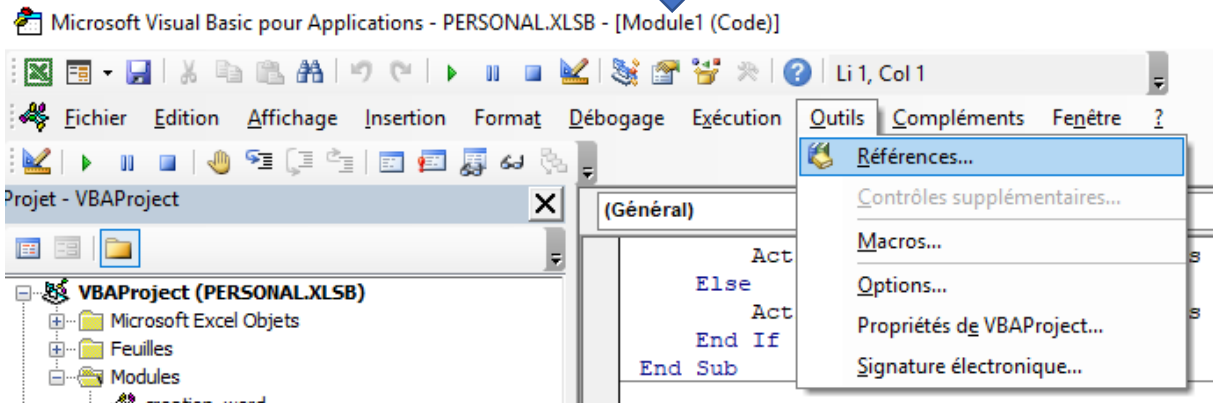 Microsoft Visual Basic pour Applications - PERSONAL.XLSB - [Module1 (Code)]
Li 1, Col 1
Fichier Edition Affichage Insertion Format Débogage Exécution Outils Compléments Fenêtre ?
Références...
Contrôles supplémentaires...
Macros...
Options...
Propriétés de VBAProject...
Signature électronique...
Projet - VBAProject
(Général)
VBAProject (PERSONAL.XLSB)
Microsoft Excel Objets
Feuilles
Modules
Act
Else
Act
End If
End Sub